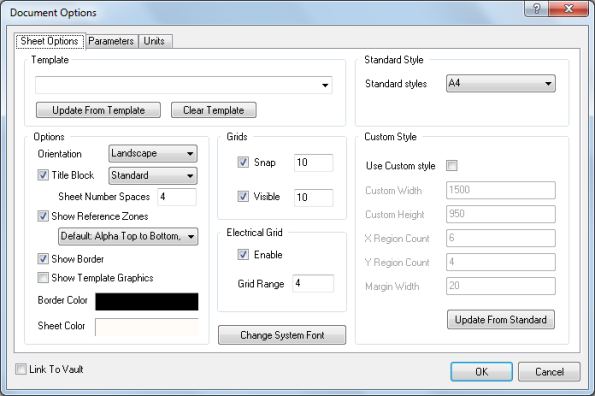 Document Options
Sheet Options Parameters Units
Template
Update From Template Clear Template
Standard Style
Standard styles A4
Options
Orientation Landscape
Title Block Standard
Sheet Number Spaces 4
Show Reference Zones
Default: Alpha Top to Bottom,
Show Border
Show Template Graphics
Border Color
Sheet Color
Grids
Snap 10
Visible 10
Electrical Grid
Enable
Grid Range 4
Change System Font
Custom Style
Use Custom style
Custom Width 1500
Custom Height 950
X Region Count 6
Y Region Count 4
Margin Width 20
Update From Standard
Link To Vault
OK Cancel